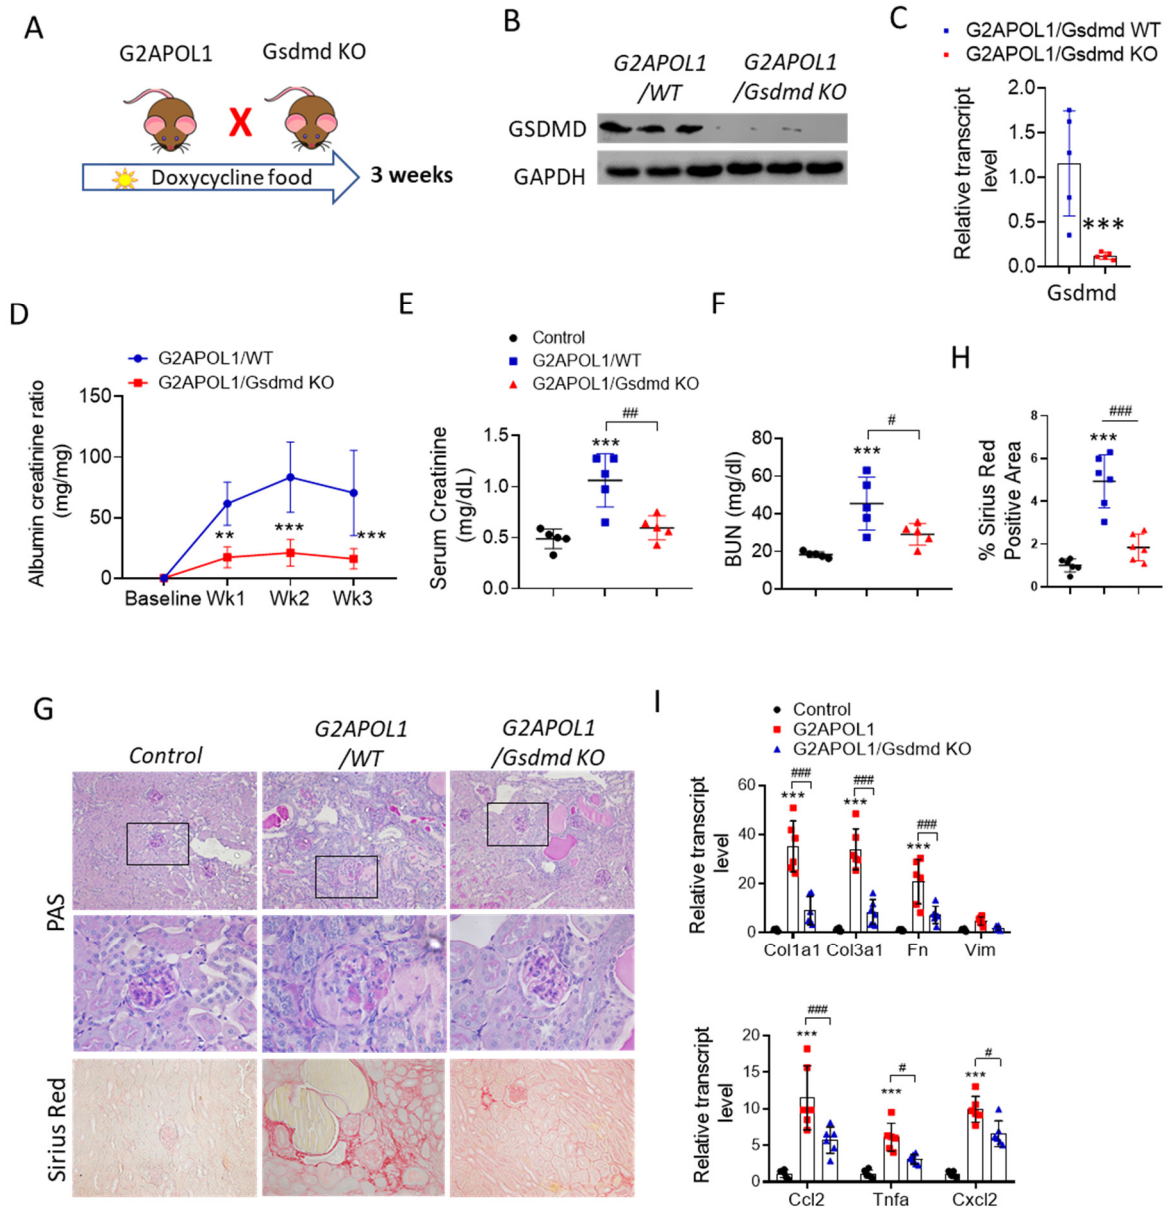 A
G2APOL1
Gsdmd KO
X
Doxycycline food
3 weeks
B
G2APOL1
/WT
G2APOL1
/Gsdmd KO
GSDMD
GAPDH
C
G2APOL1/Gsdmd WT
G2APOL1/Gsdmd KO
Relative transcript
level
2.0
1.5
1.0
0.5
0.0
***
Gsdmd
D
G2APOL1/WT
G2APOL1/Gsdmd KO
Albumin creatinine ratio
(mg/mg)
150
100
50
0
**
***
***
Baseline Wk1 Wk2 Wk3
E
Control
G2APOL1/WT
G2APOL1/Gsdmd KO
Serum Creatinine
(mg/dL)
1.5
1.0
0.5
0.0
##
***
F
BUN (mg/dl)
80
60
40
20
0
#
***
H
% Sirius Red
Positive Area
8
6
4
2
0
###
***
G
Control
G2APOL1
/WT
G2APOL1
/Gsdmd KO
PAS
Sirius Red
I
Control
G2APOL1
G2APOL1/Gsdmd KO
Relative transcript
level
60
40
20
0
###
***
###
***
###
***
Col1a1 Col3a1 Fn Vim
Relative transcript
level
20
15
10
5
0
###
***
#
***
#
***
Ccl2 Tnfa Cxcl2